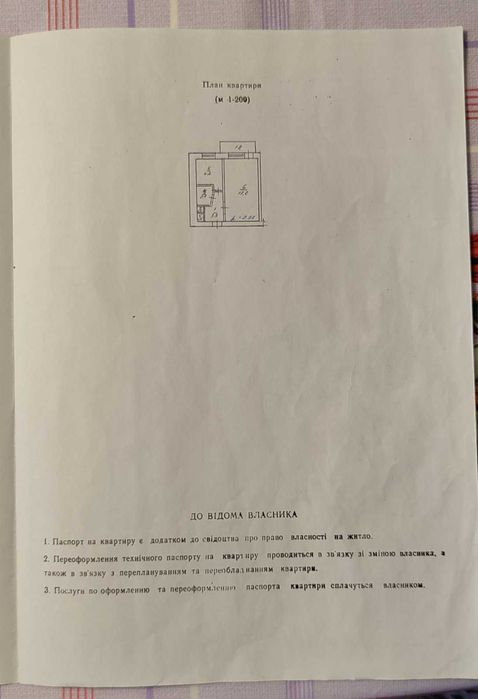 План квартири
(м 1-200)
ДО ВІДОМА ВЛАСНИКА
1. Паспорт на квартиру є додатком до свідоцтва про право власності на житло.
2. Переоформлення технічного паспорту на квартиру проводиться в зв'язку зі зміною власника, а
також в зв'язку з переплануванням та переобладнанням квартири.
3. Послуги по оформленню та переоформленню паспорта квартири сплачуться власником.